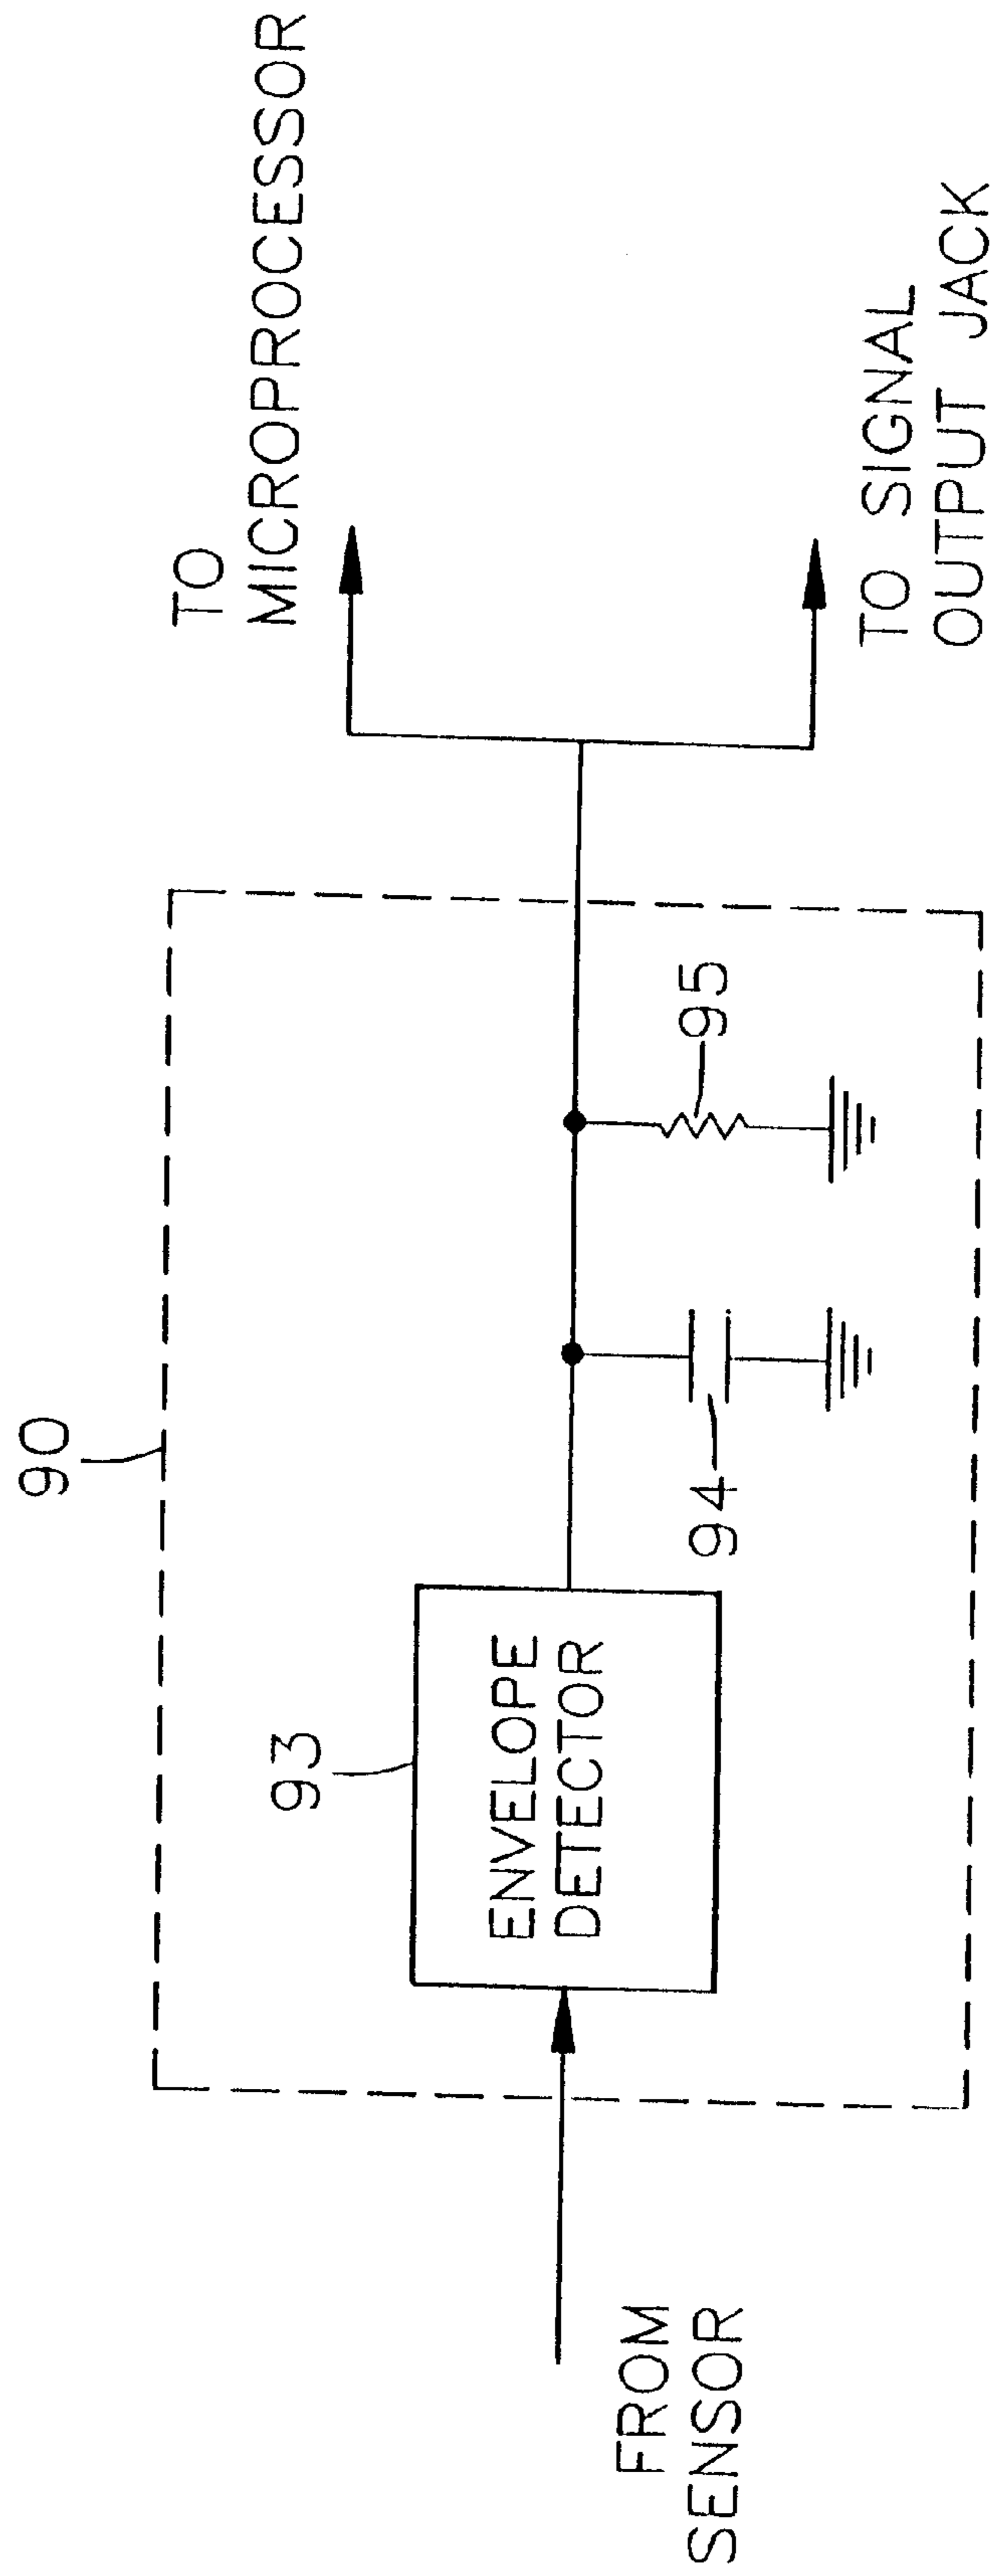 90
93
ENVELOPE
DETECTOR
94
95
FROM
SENSOR
TO
MICROPROCESSOR
TO SIGNAL
OUTPUT JACK